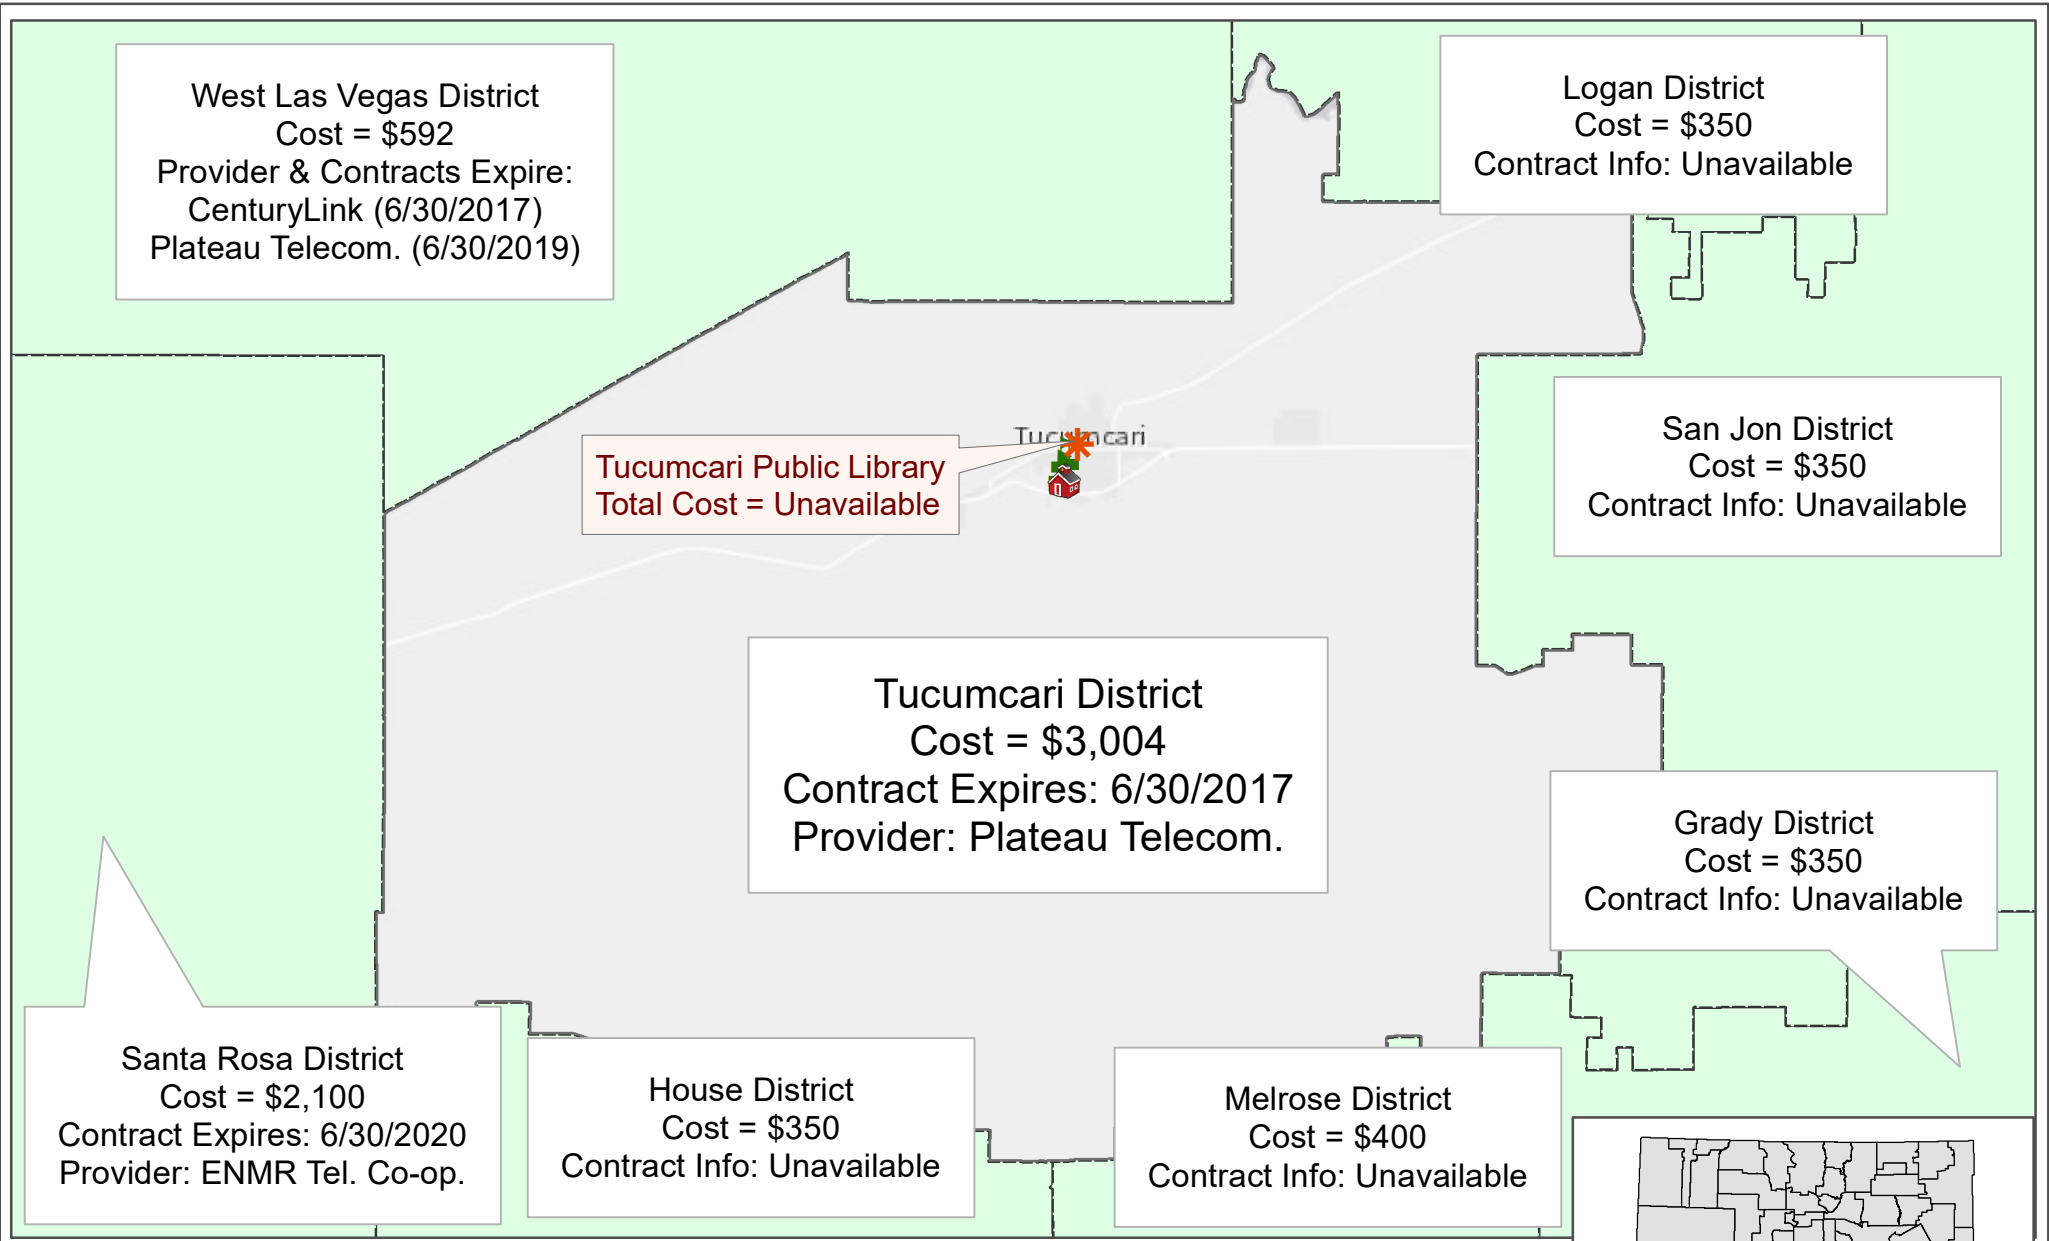 West Las Vegas District
Cost = $592
Provider & Contracts Expire:
CenturyLink (6/30/2017)
Plateau Telecom. (6/30/2019)
Logan District
Cost = $350
Contract Info: Unavailable
San Jon District
Cost = $350
Contract Info: Unavailable
Tucumcari
Tucumcari Public Library
Total Cost = Unavailable
Tucumcari District
Cost = $3,004
Contract Expires: 6/30/2017
Provider: Plateau Telecom.
Grady District
Cost = $350
Contract Info: Unavailable
Santa Rosa District
Cost = $2,100
Contract Expires: 6/30/2020
Provider: ENMR Tel. Co-op.
House District
Cost = $350
Contract Info: Unavailable
Melrose District
Cost = $400
Contract Info: Unavailable